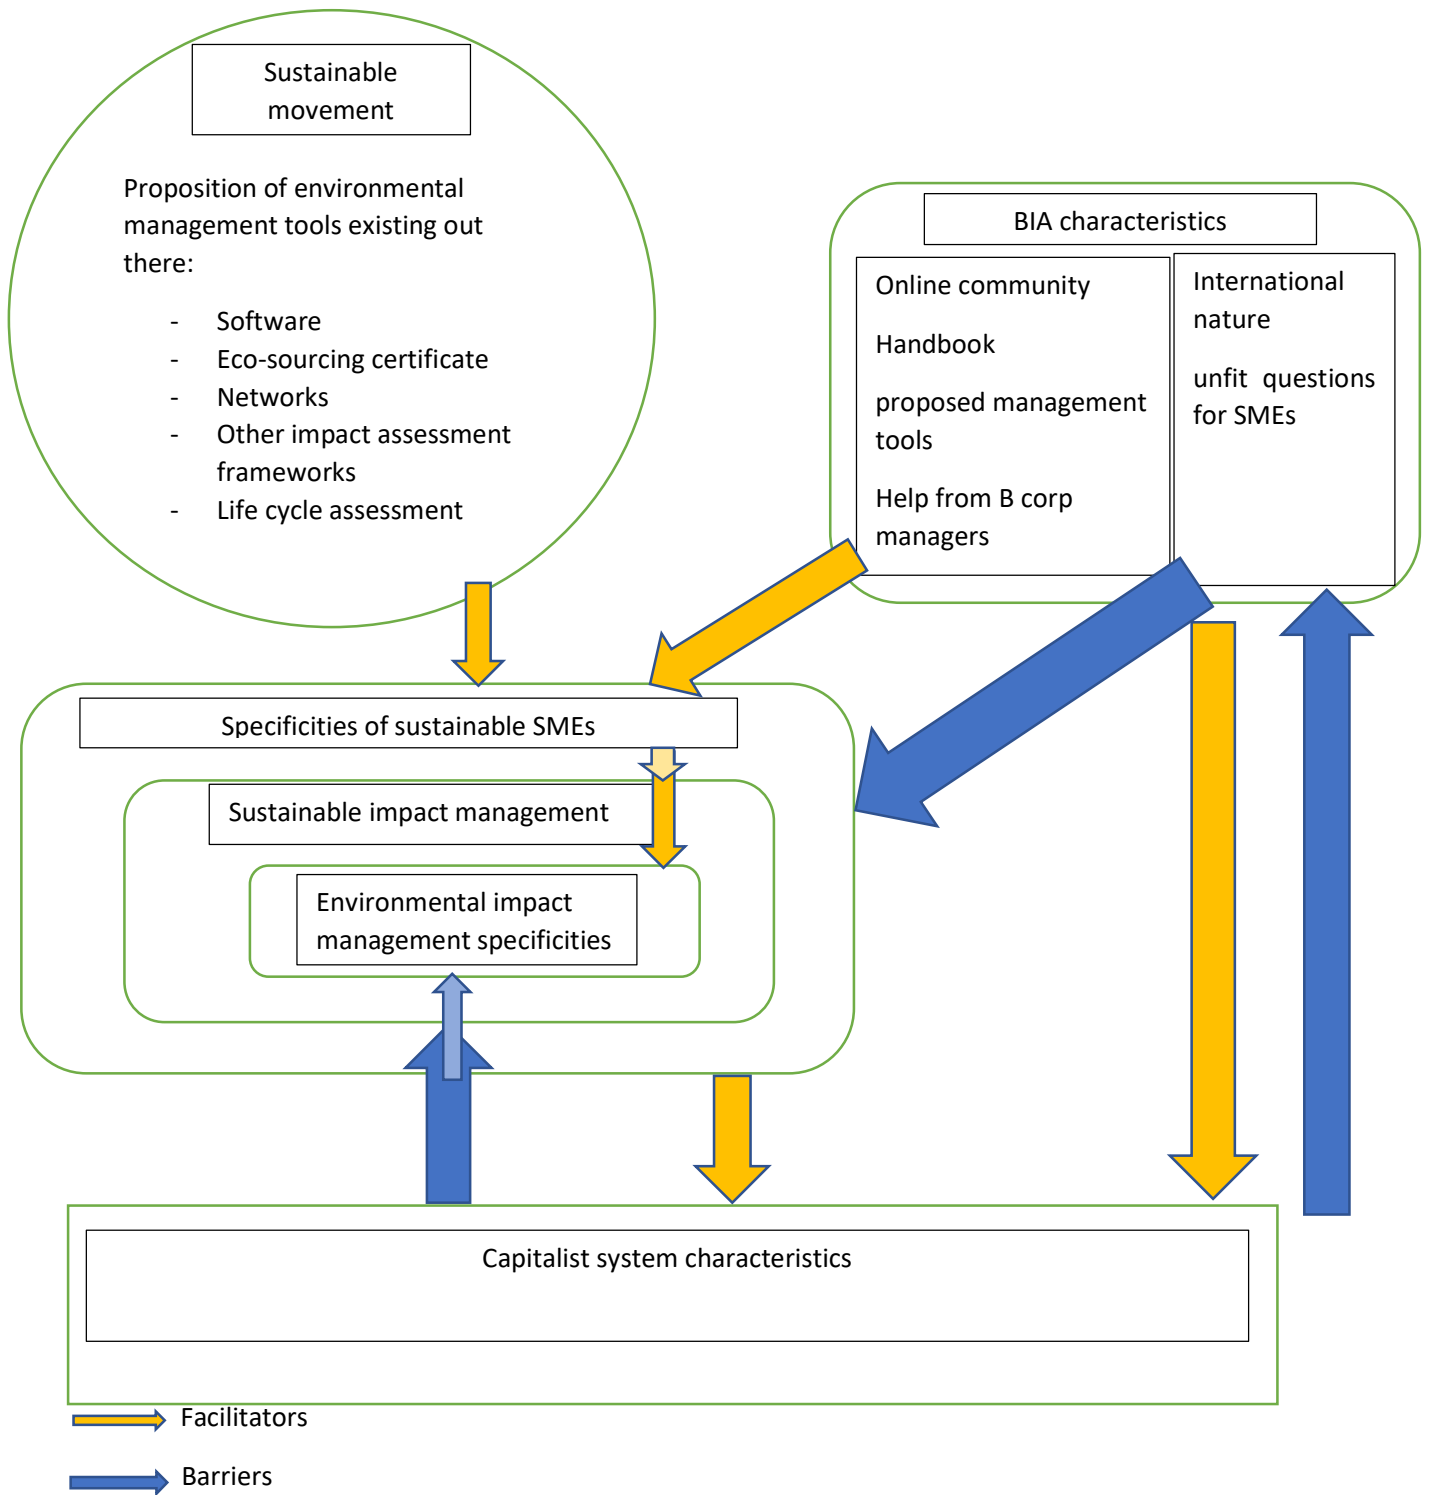 Sustainable
movement
Proposition of environmental
management tools existing out
there:
- Software
- Eco-sourcing certificate
- Networks
- Other impact assessment
frameworks
- Life cycle assessment
BIA characteristics
Online community
Handbook
proposed management
tools
Help from B corp
managers
International
nature
unfit questions
for SMEs
Specificities of sustainable SMEs
Sustainable impact management
Environmental impact
management specificities
Capitalist system characteristics
Facilitators
Barriers